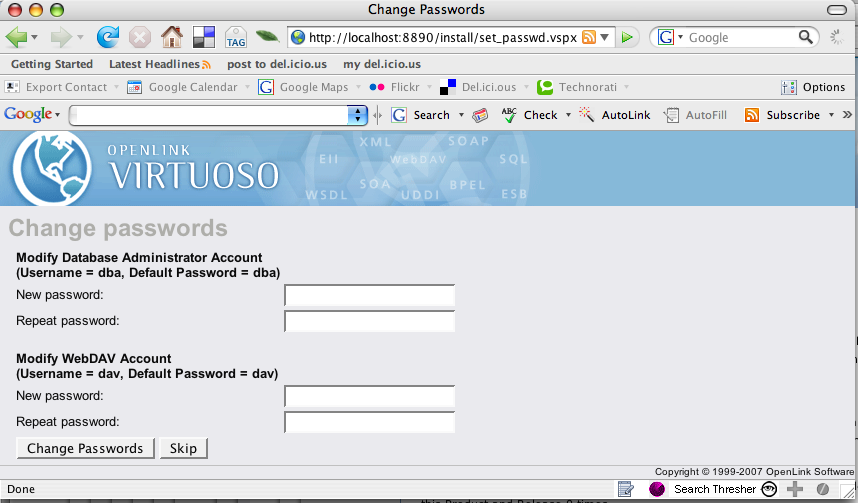 Change Passwords
TAG
http://localhost:8890/install/set_passwd.vspx
G Google
Getting Started Latest Headlines post to del.icio.us my del.icio.us
Export Contact Google Calendar G Google Maps Flickr Del.ici.ous Technorati Options
Google G Search ABC Check AutoLink AutoFill Subscribe »
OPENLINK
VIRTUOSO
XML SOAP
EII WebDAV SQL
SOA BPEL
WSDL UDDI ESB
Change passwords
Modify Database Administrator Account
(Username = dba, Default Password = dba)
New password:
Repeat password:
Modify WebDAV Account
(Username = dav, Default Password = dav)
New password:
Repeat password:
Change Passwords Skip
Copyright © 1999-2007 OpenLink Software
Done Search Thresher